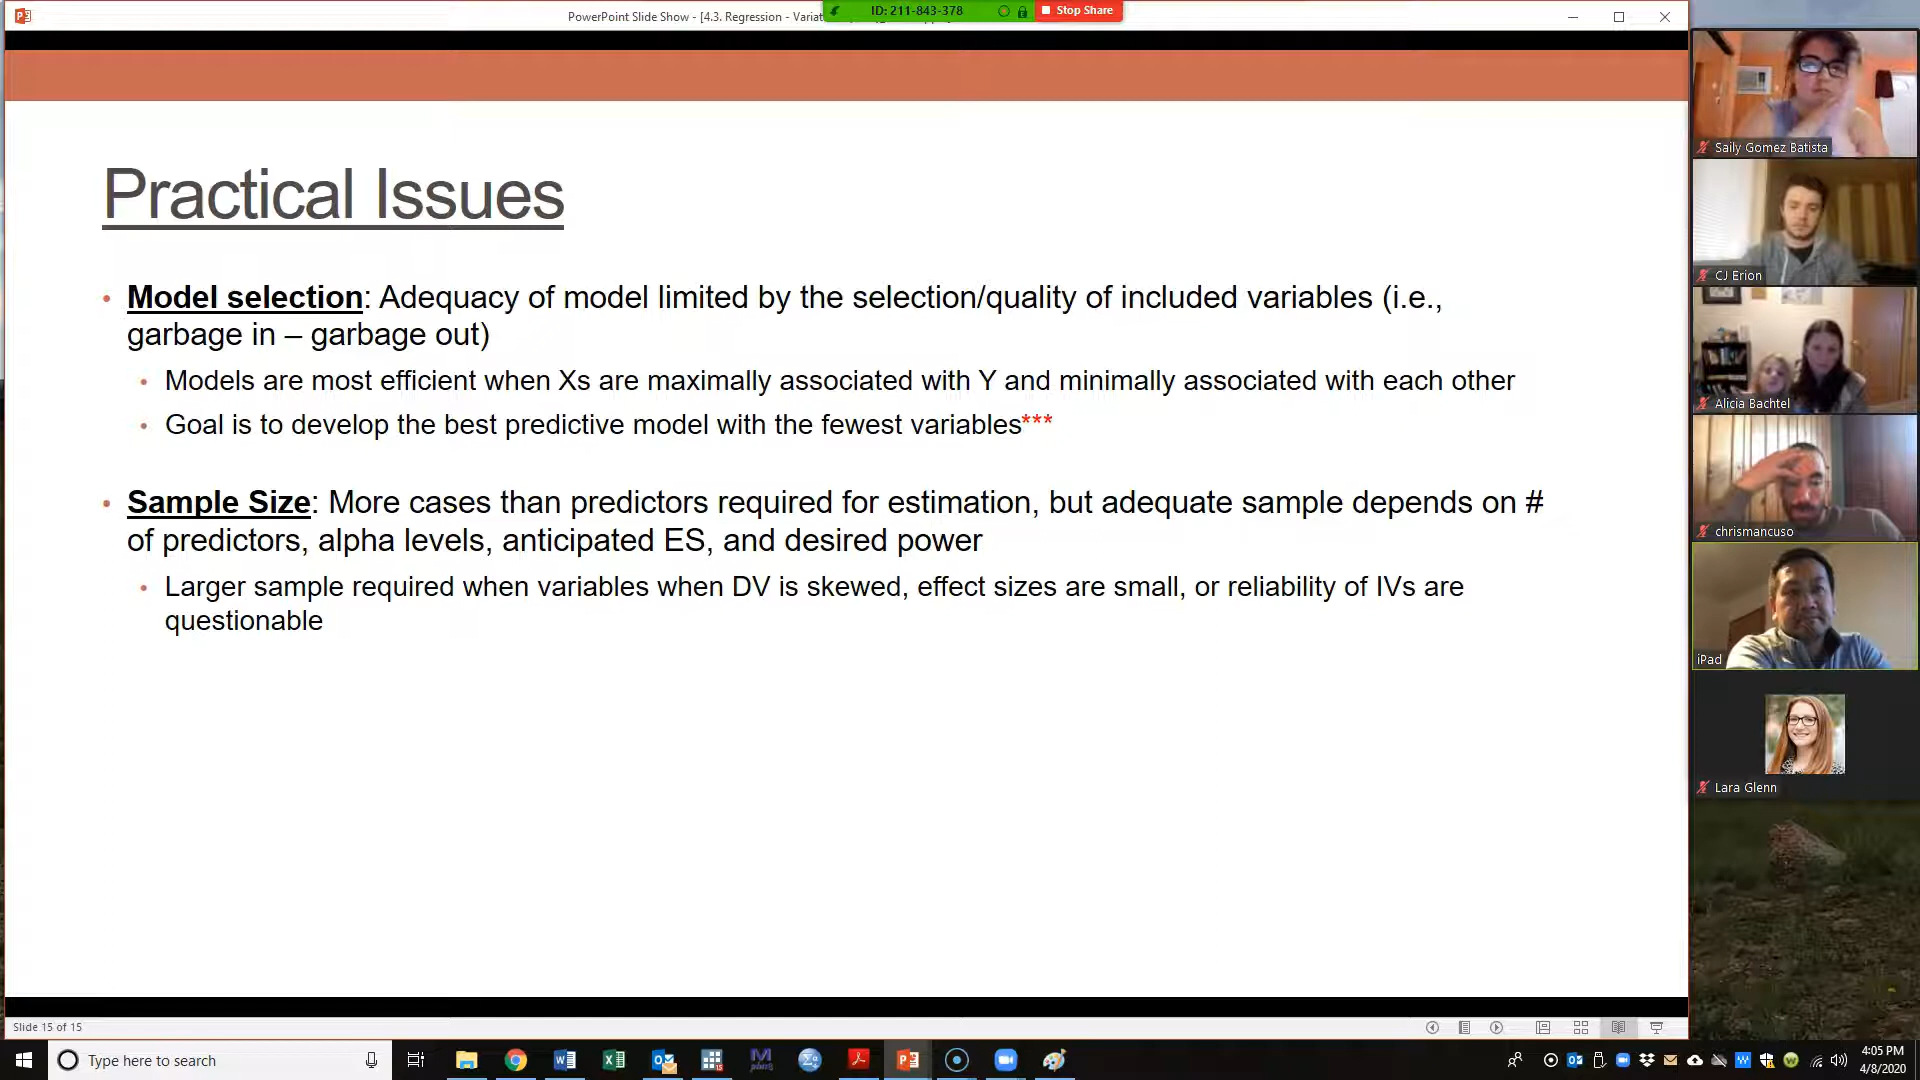 PowerPoint Slide Show - [4.3. Regression - Variat
ID: 211-843-378
Stop Share
Practical Issues
• Model selection: Adequacy of model limited by the selection/quality of included variables (i.e.,
garbage in – garbage out)
• Models are most efficient when Xs are maximally associated with Y and minimally associated with each other
• Goal is to develop the best predictive model with the fewest variables***
• Sample Size: More cases than predictors required for estimation, but adequate sample depends on #
of predictors, alpha levels, anticipated ES, and desired power
• Larger sample required when variables when DV is skewed, effect sizes are small, or reliability of IVs are
questionable
Saily Gomez Batista
CJ Erion
Alicia Bachtel
chrismancuso
iPad
Lara Glenn
Slide 15 of 15
Type here to search
4:05 PM
4/8/2020